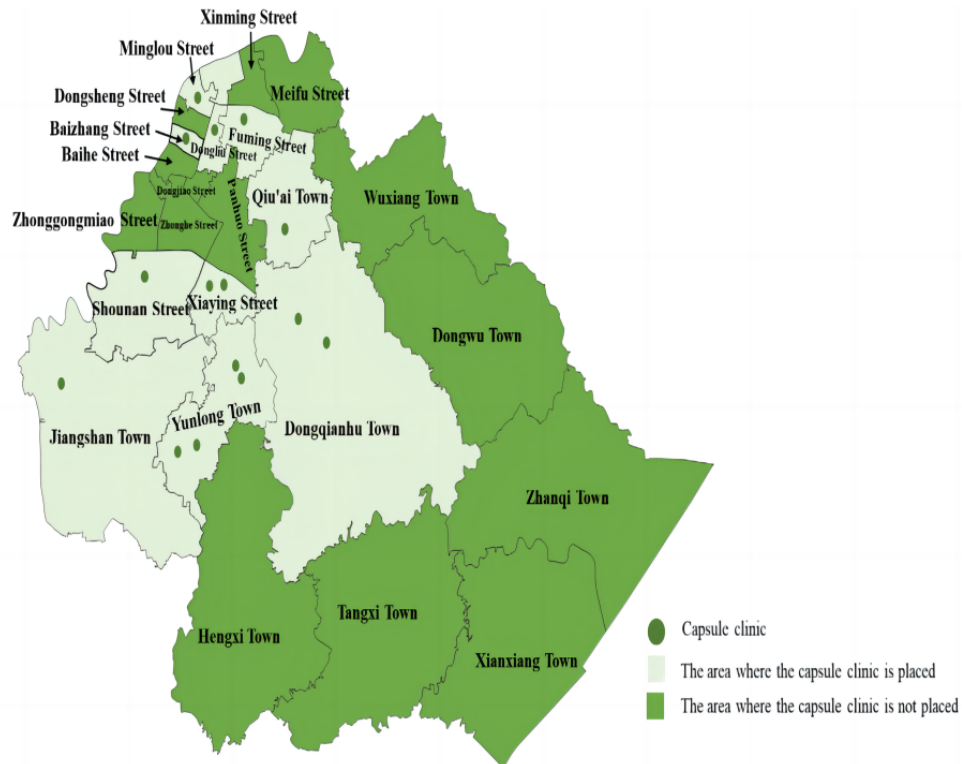 Xinming Street
Minglou Street
Meifu Street
Dongsheng Street
Baizhang Street
Fuming Street
Dongliu Street
Baihe Street
Dongjiao Street
Qiu'ai Town
Wuxiang Town
Panhuo Street
Zhonggongmiao Street
Zhonghe Street
Shounan Street
Xiaying Street
Dongwu Town
Yunlong Town
Jiangshan Town
Dongqianhu Town
Zhanqi Town
Hengxi Town
Tangxi Town
Xianxiang Town
Capsule clinic
The area where the capsule clinic is placed
The area where the capsule clinic is not placed